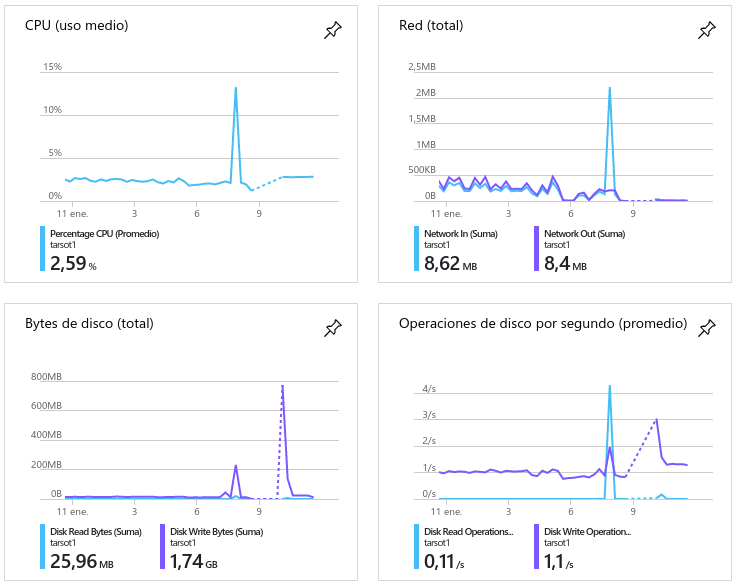 CPU (uso medio)
15%
10%
5%
0%
11 ene.
3
6
9
Percentage CPU (Promedio)
tarsot1
2,59 %
Red (total)
2,5MB
2MB
1,5MB
1MB
500KB
0B
11 ene.
3
6
9
Network In (Suma)
tarsot1
8,62 MB
Network Out (Suma)
tarsot1
8,4 MB
Bytes de disco (total)
800MB
600MB
400MB
200MB
0B
11 ene.
3
6
9
Disk Read Bytes (Suma)
tarsot1
25,96 MB
Disk Write Bytes (Suma)
tarsot1
1,74 GB
Operaciones de disco por segundo (promedio)
4/s
3/s
2/s
1/s
0/s
11 ene.
3
6
9
Disk Read Operations...
tarsot1
0,11 /s
Disk Write Operation...
tarsot1
1,1 /s